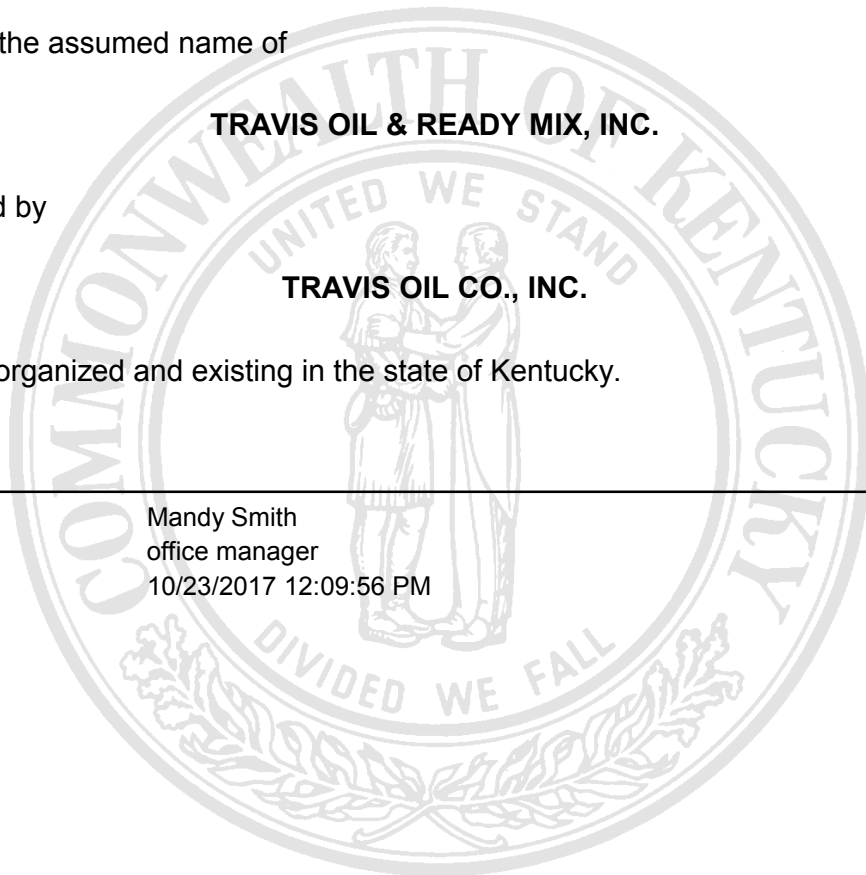 the assumed name of
TRAVIS OIL & READY MIX, INC.
d by
TRAVIS OIL CO., INC.
organized and existing in the state of Kentucky.
Mandy Smith
office manager
10/23/2017 12:09:56 PM
COMMONWEALTH OF KENTUCKY
UNITED WE STAND
DIVIDED WE FALL